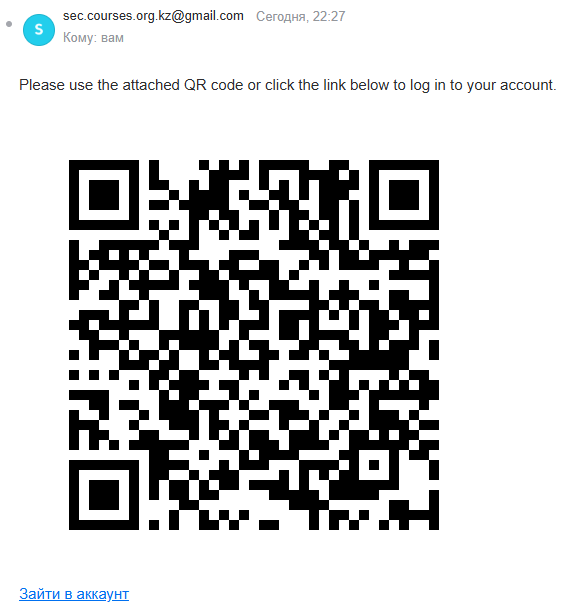 S
sec.courses.org.kz@gmail.com Сегодня, 22:27
Кому: вам
Please use the attached QR code or click the link below to log in to your account.
Зайти в аккаунт